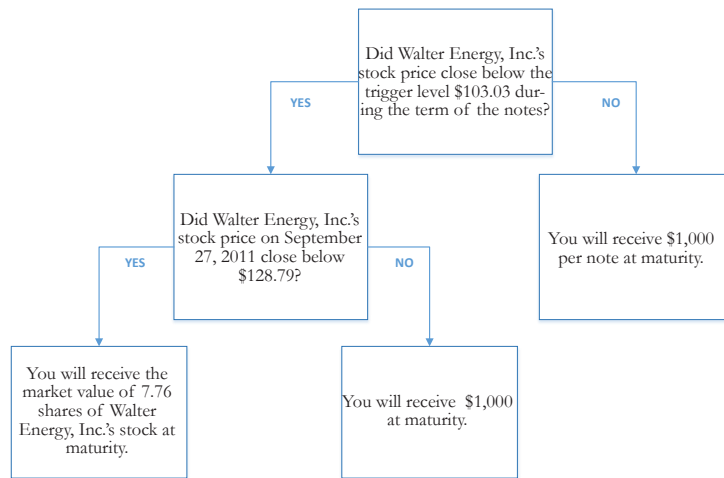 Did Walter Energy, Inc.'s
stock price close below the
trigger level $103.03 dur-
ing the term of the notes?
YES
NO
Did Walter Energy, Inc.'s
stock price on September
27, 2011 close below
$128.79?
You will receive $1,000
per note at maturity.
YES
NO
You will receive the
market value of 7.76
shares of Walter
Energy, Inc.'s stock at
maturity.
You will receive $1,000
at maturity.